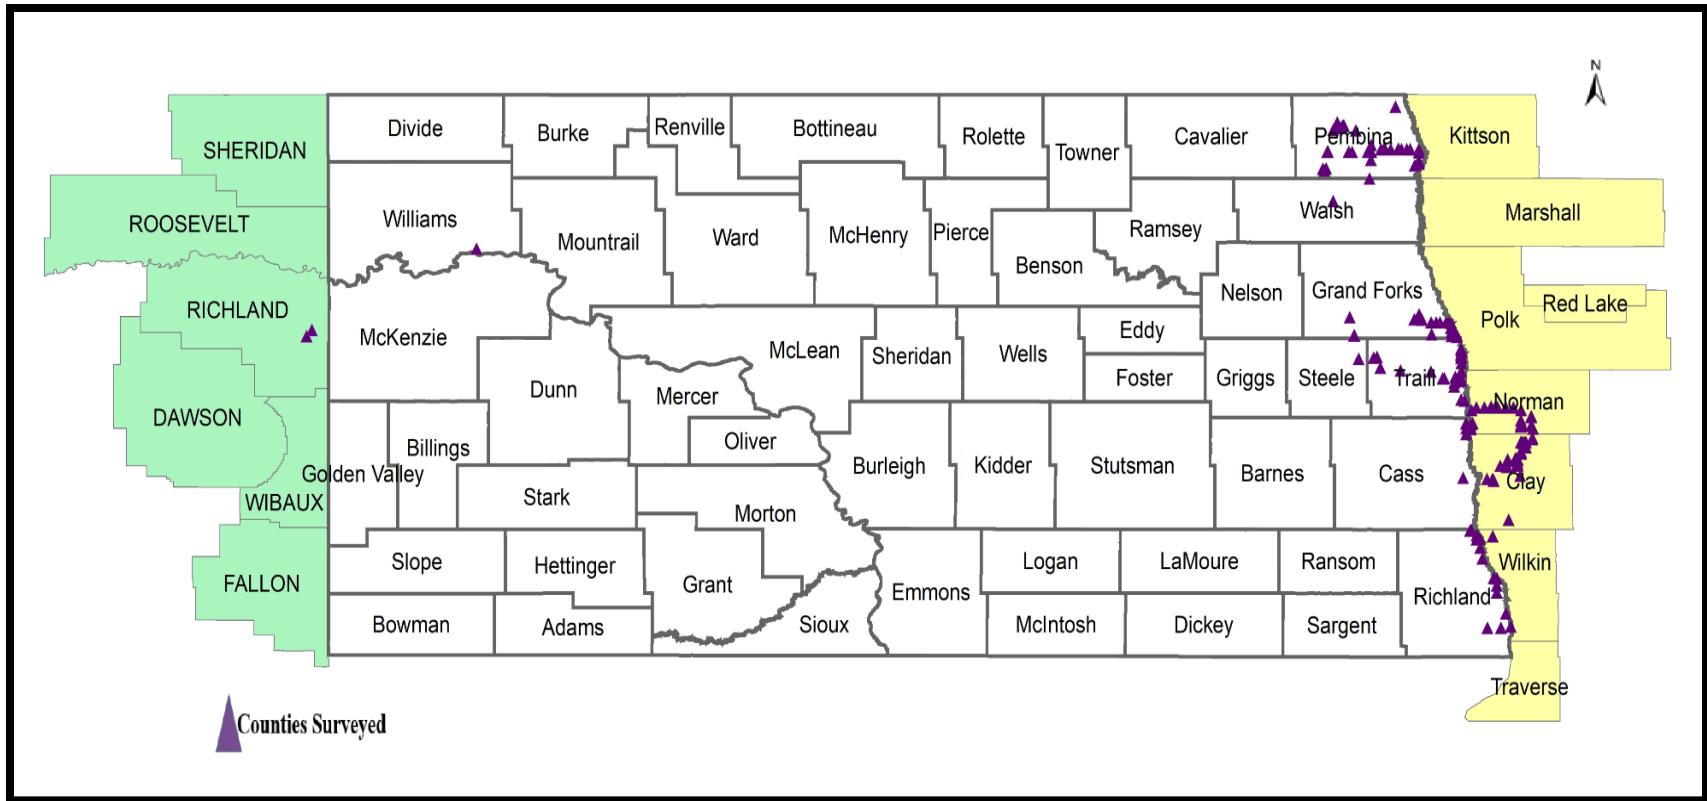 N
Divide
Burke
Renville
Bottineau
Rolette
Towner
Cavalier
Pembina
Kittson
SHERIDAN
ROOSEVELT
Williams
Mountrail
Ward
McHenry
Pierce
Benson
Ramsey
Walsh
Marshall
RICHLAND
McKenzie
McLean
Sheridan
Wells
Eddy
Foster
Nelson
Grand Forks
Polk
Red Lake
Griggs
Steele
Traill
Norman
DAWSON
Dunn
Mercer
Oliver
Billings
Golden Valley
WIBAUX
Stark
Morton
Burleigh
Kidder
Stutsman
Barnes
Cass
Clay
FALLON
Slope
Hettinger
Grant
Emmons
Logan
LaMoure
Ransom
Richland
Wilkin
Bowman
Adams
Sioux
McIntosh
Dickey
Sargent
Traverse
Counties Surveyed